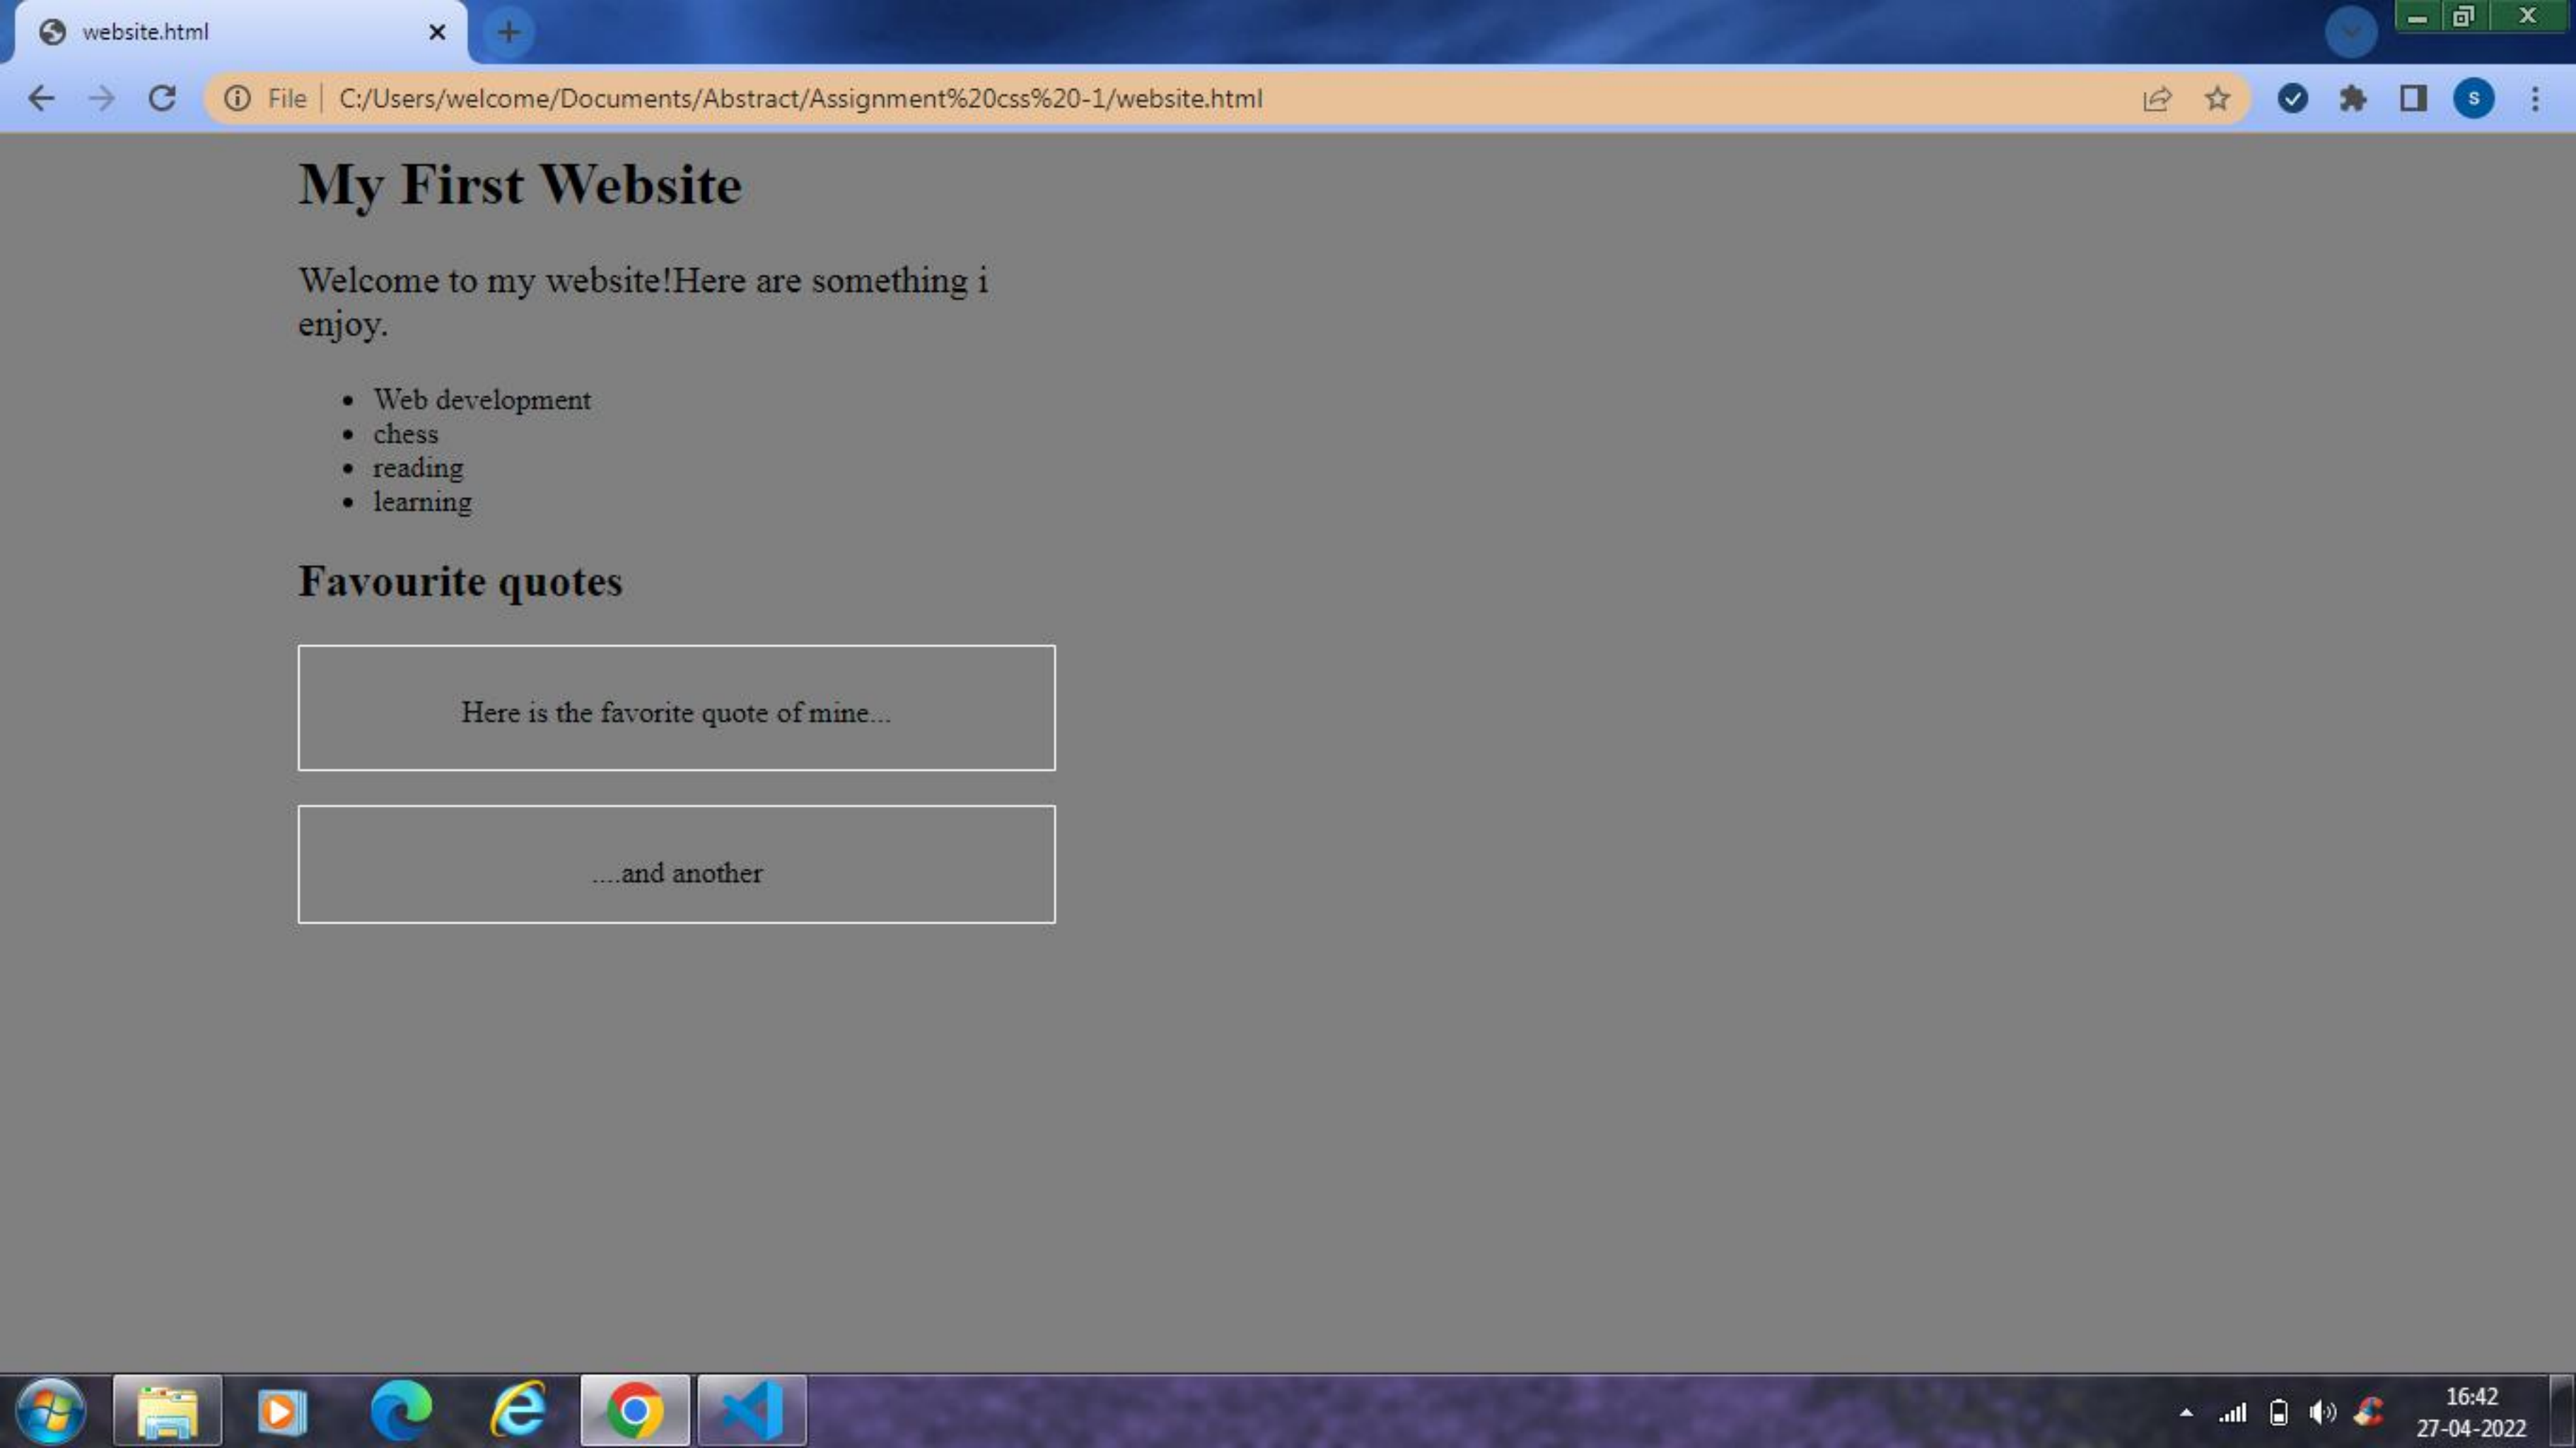 website.html
File C:/Users/welcome/Documents/Abstract/Assignment%20css%20-1/website.html
S
My First Website
Welcome to my website!Here are something i
enjoy.
Web development
chess
reading
learning
Favourite quotes
Here is the favorite quote of mine...
....and another
16:42
27-04-2022